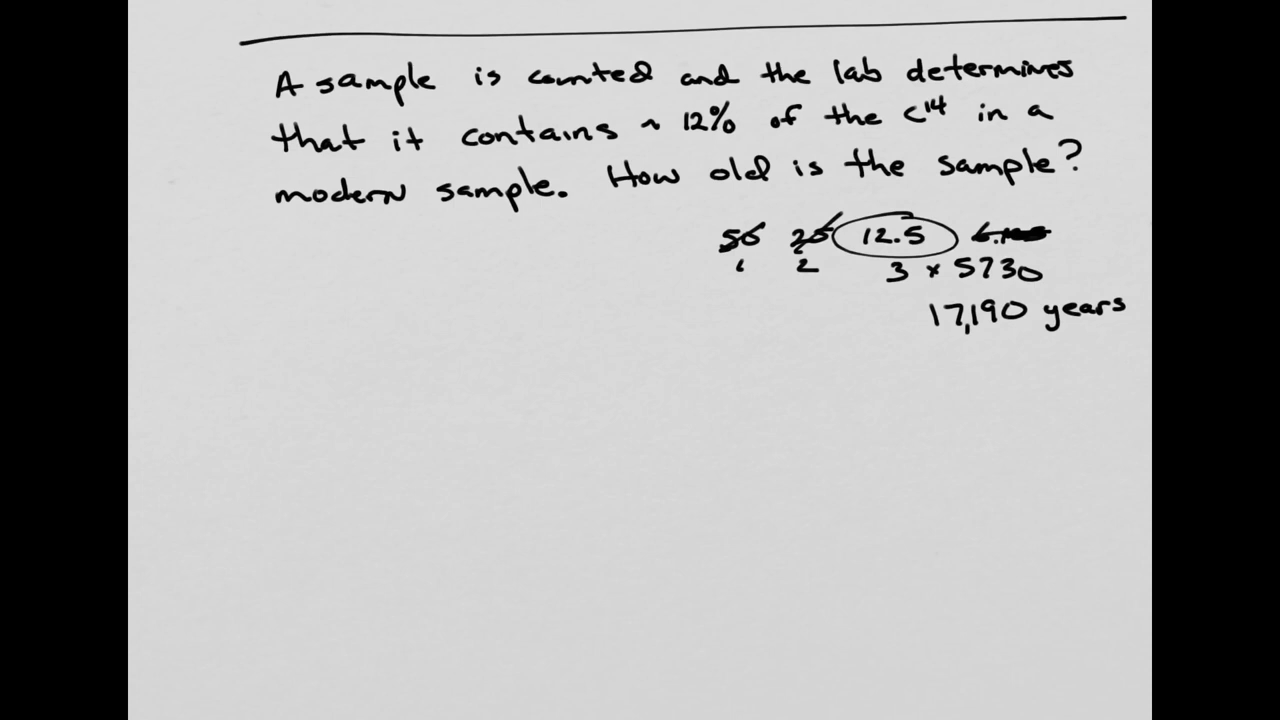 A sample is counted and the lab determines
that it contains ~ 12% of the C¹⁴ in a
modern sample. How old is the sample?
50 25 12.5
1 2 3 × 5730
17,190 years